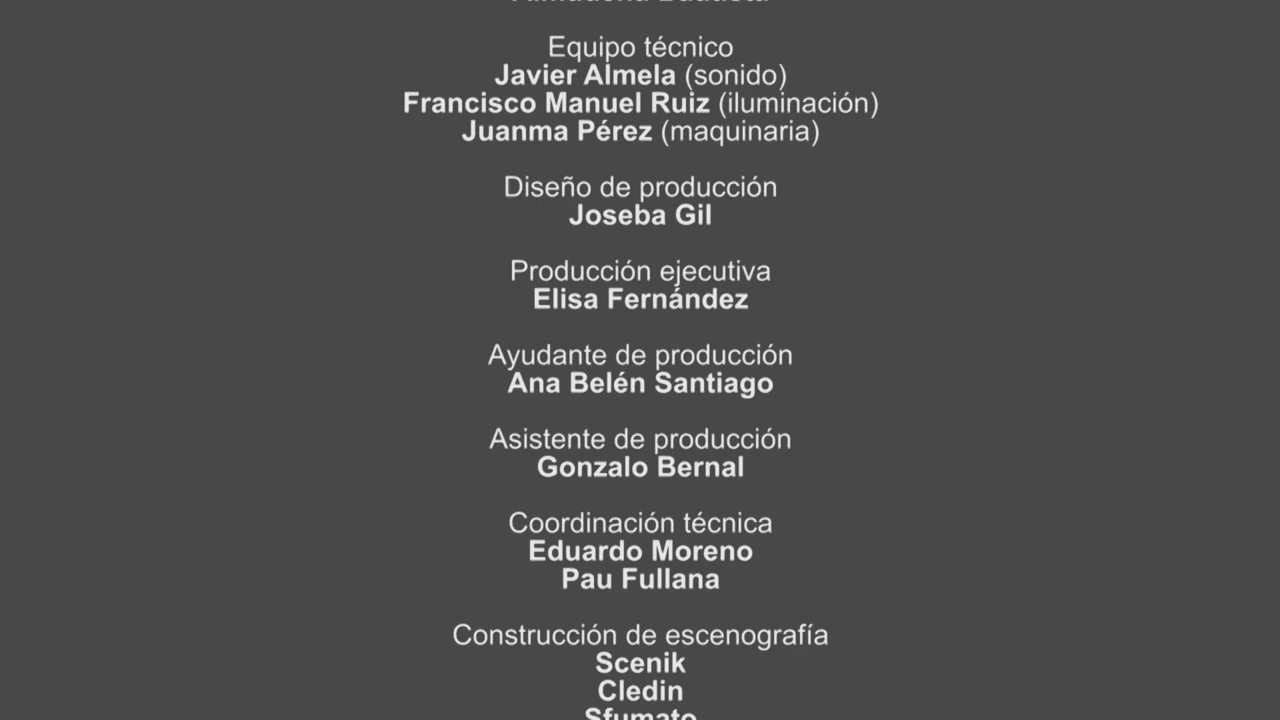 Equipo técnico
Javier Almela (sonido)
Francisco Manuel Ruiz (iluminación)
Juanma Pérez (maquinaria)
Diseño de producción
Joseba Gil
Producción ejecutiva
Elisa Fernández
Ayudante de producción
Ana Belén Santiago
Asistente de producción
Gonzalo Bernal
Coordinación técnica
Eduardo Moreno
Pau Fullana
Construcción de escenografía
Scenik
Cledin
Sfumato